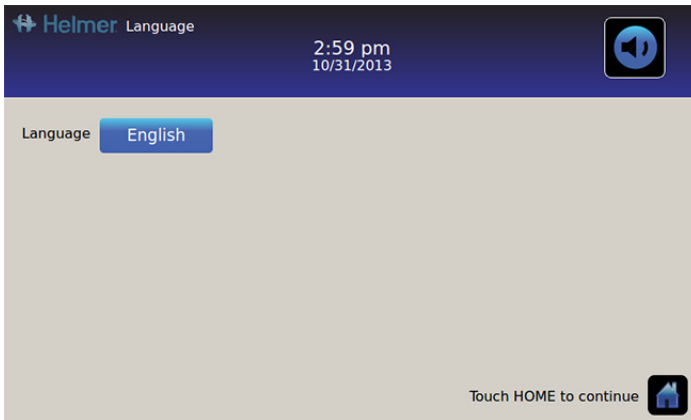 Helmer Language
2:59 pm
10/31/2013
Language English
Touch HOME to continue